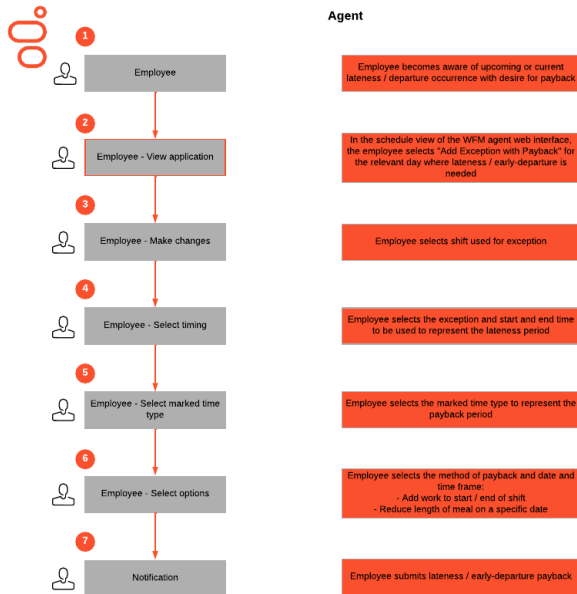 Agent
1
Employee
Employee becomes aware of upcoming or current
lateness / departure occurrence with desire for payback
2
Employee - View application
In the schedule view of the WFM agent web interface,
the employee selects "Add Exception with Payback" for
the relevant day where lateness / early-departure is
needed
3
Employee - Make changes
Employee selects shift used for exception
4
Employee - Select timing
Employee selects the exception and start and end time
to be used to represent the lateness period
5
Employee - Select marked time
type
Employee selects the marked time type to represent the
payback period
6
Employee - Select options
Employee selects the method of payback and date and
time frame:
- Add work to start / end of shift
- Reduce length of meal on a specific date
7
Notification
Employee submits lateness / early-departure payback